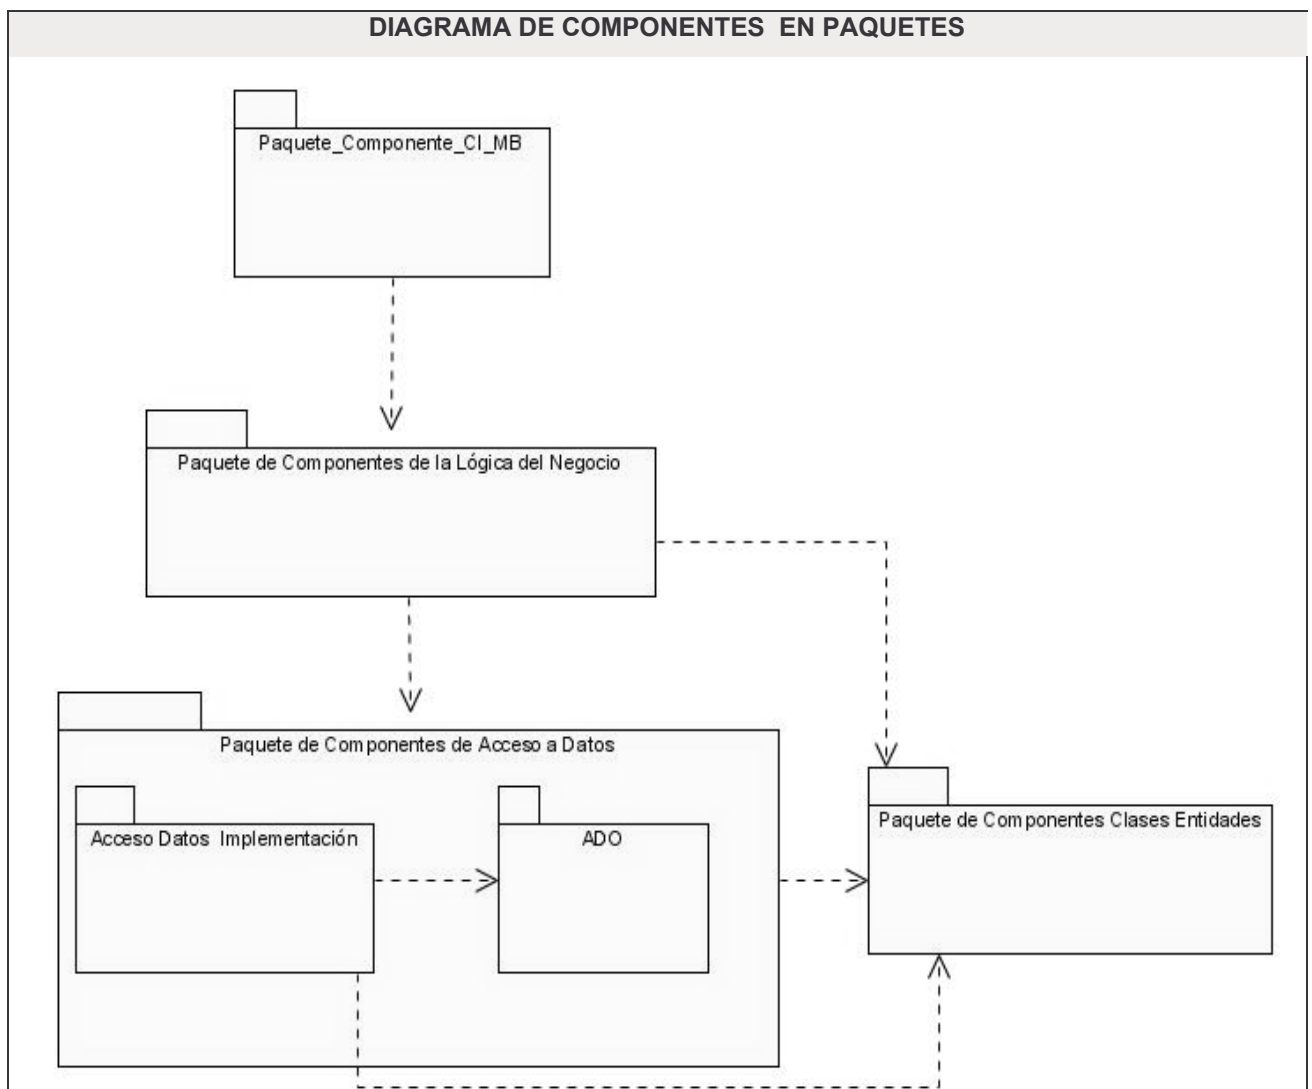 DIAGRAMA DE COMPONENTES EN PAQUETES
Paquete_Componente_CI_MB
Paquete de Componentes de la Lógica del Negocio
Paquete de Componentes de Acceso a Datos
Acceso Datos Implementación
ADO
Paquete de Componentes Clases Entidades